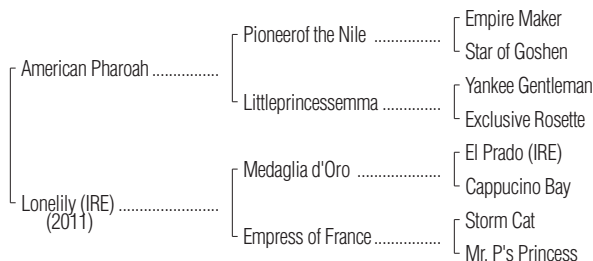 Empire Maker
Pioneerof the Nile ................
Star of Goshen
American Pharoah ................
Yankee Gentleman
Littleprincessemma ..............
Exclusive Rosette
El Prado (IRE)
Medaglia d'Oro ....................
Cappucino Bay
Lonelily (IRE) ........................
(2011)
Storm Cat
Empress of France ................
Mr. P's Princess